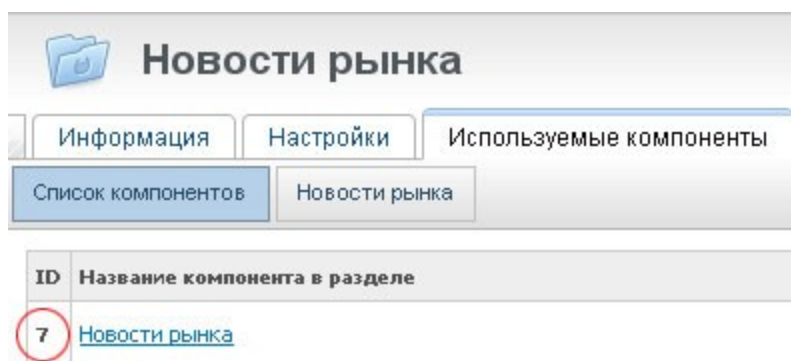 Новости рынка
Информация Настройки Используемые компоненты
Список компонентов Новости рынка
ID Название компонента в разделе
7 Новости рынка